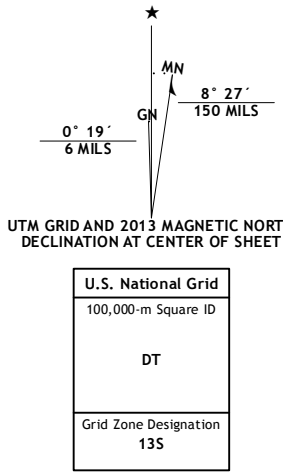 ★
MN
GN
8° 27´
150 MILS
0° 19´
6 MILS
UTM GRID AND 2013 MAGNETIC NORT
DECLINATION AT CENTER OF SHEET
U.S. National Grid
100,000-m Square ID
DT
Grid Zone Designation
13S